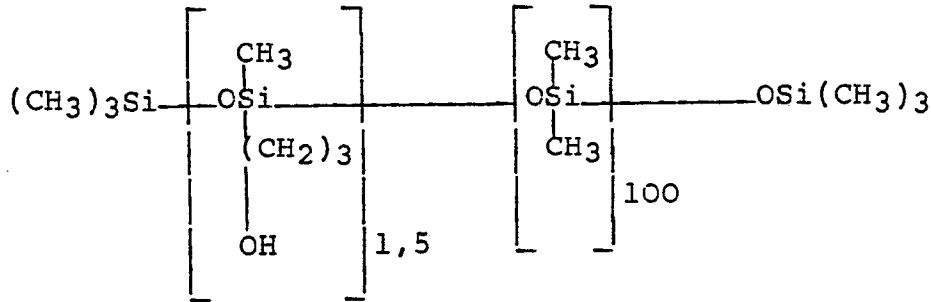 CH3 CH3
(CH3)3Si OSi OSi OSi(CH3)3
(CH2)3 CH3
100
OH 1,5